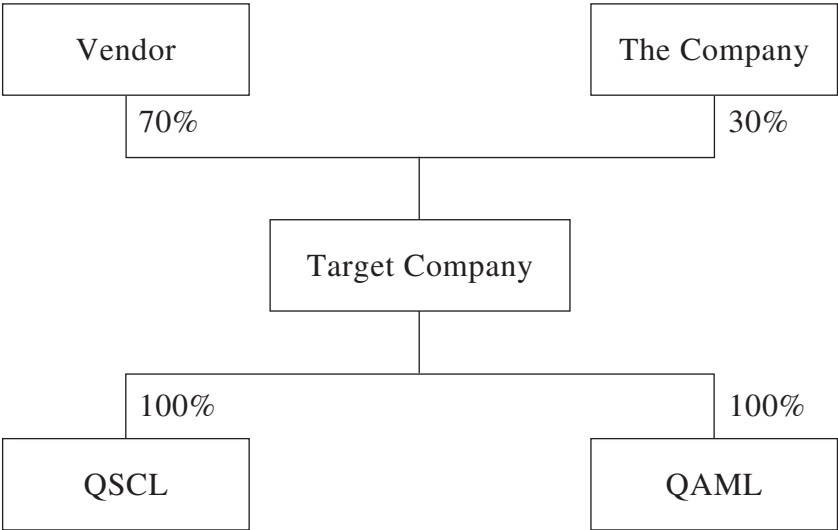 Vendor
The Company
70%
30%
Target Company
100%
100%
QSCL
QAML